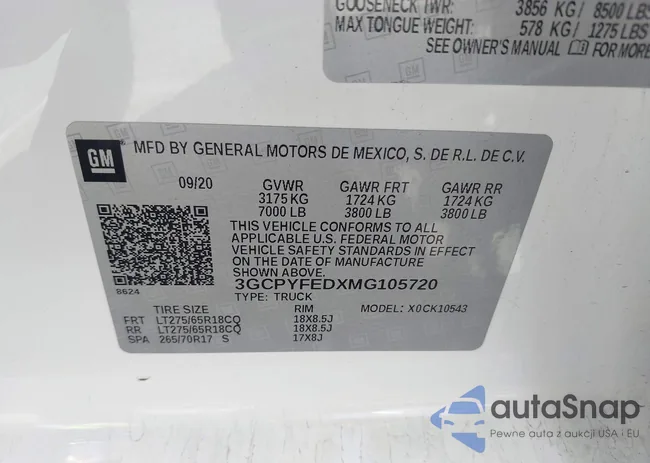 GOOSENECK TWR: 3856 KG/ 8500 LBS
MAX TONGUE WEIGHT: 578 KG/ 1275 LBS
SEE OWNER'S MANUAL FOR MORE
GM
MFD BY GENERAL MOTORS DE MEXICO, S. DE R.L. DE C.V.
09/20 GVWR GAWR FRT GAWR RR
3175 KG 1724 KG 1724 KG
7000 LB 3800 LB 3800 LB
THIS VEHICLE CONFORMS TO ALL
APPLICABLE U.S. FEDERAL MOTOR
VEHICLE SAFETY STANDARDS IN EFFECT
ON THE DATE OF MANUFACTURE
SHOWN ABOVE.
3GCPYFEDXMG105720
8624
TYPE: TRUCK
TIRE SIZE RIM MODEL: X0CK10543
FRT LT275/65R18CQ 18X8.5J
RR LT275/65R18CQ 18X8.5J
SPA 265/70R17 S 17X8J
autoSnap
Pewne auto z aukcji USA i EU